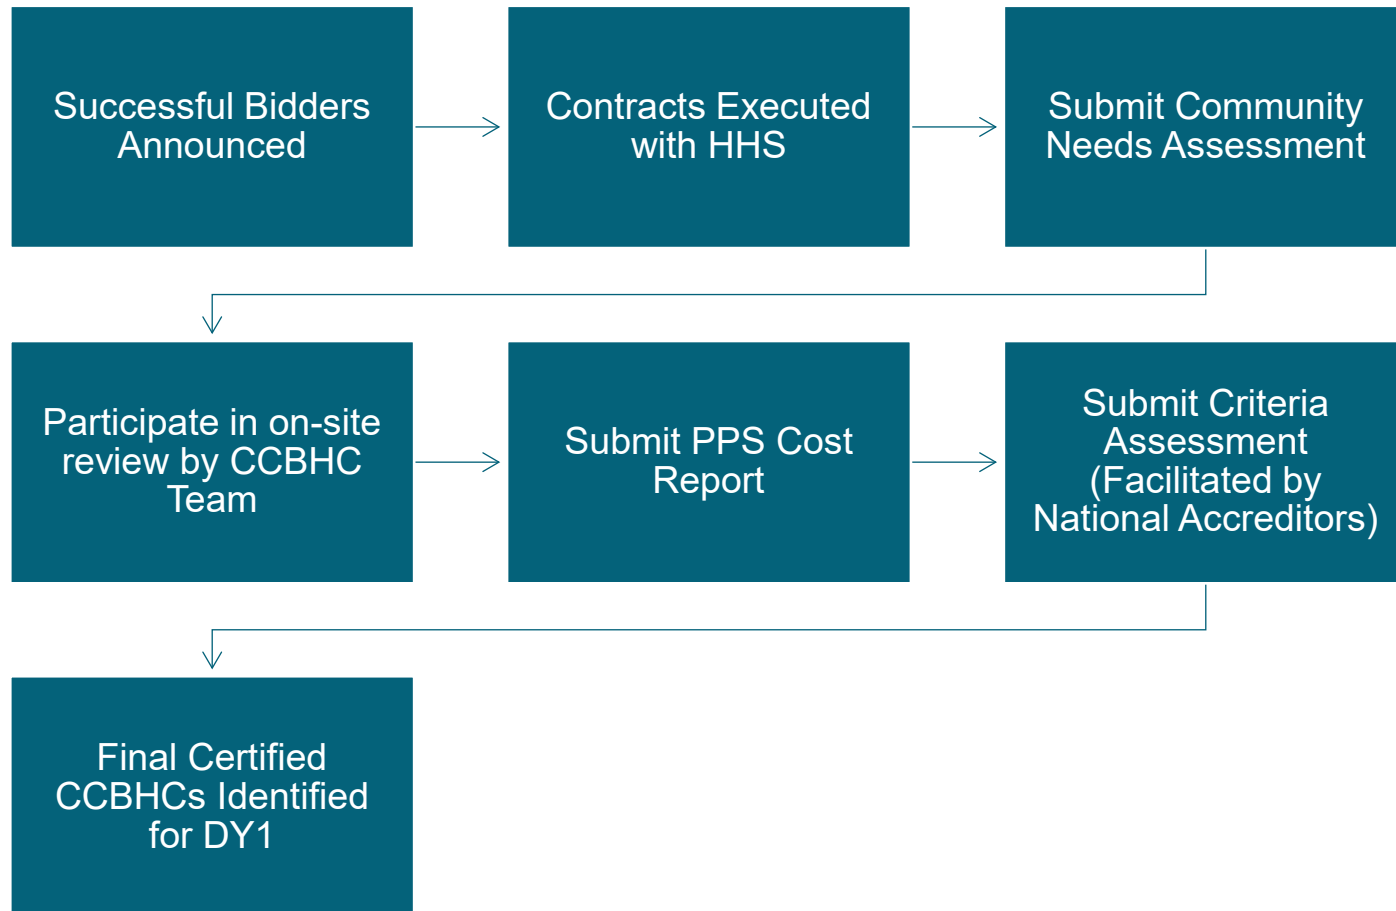 Successful Bidders
Announced
Contracts Executed
with HHS
Submit Community
Needs Assessment
Participate in on-site
review by CCBHC
Team
Submit PPS Cost
Report
Submit Criteria
Assessment
(Facilitated by
National Accreditors)
Final Certified
CCBHCs Identified
for DY1